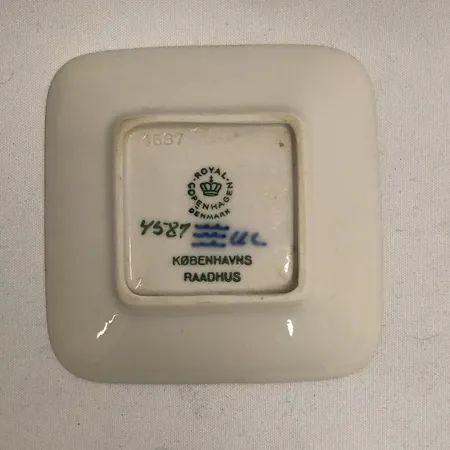 4587
ROYAL
COPENHAGEN
DENMARK
4587
KØBENHAVNS
RAADHUS